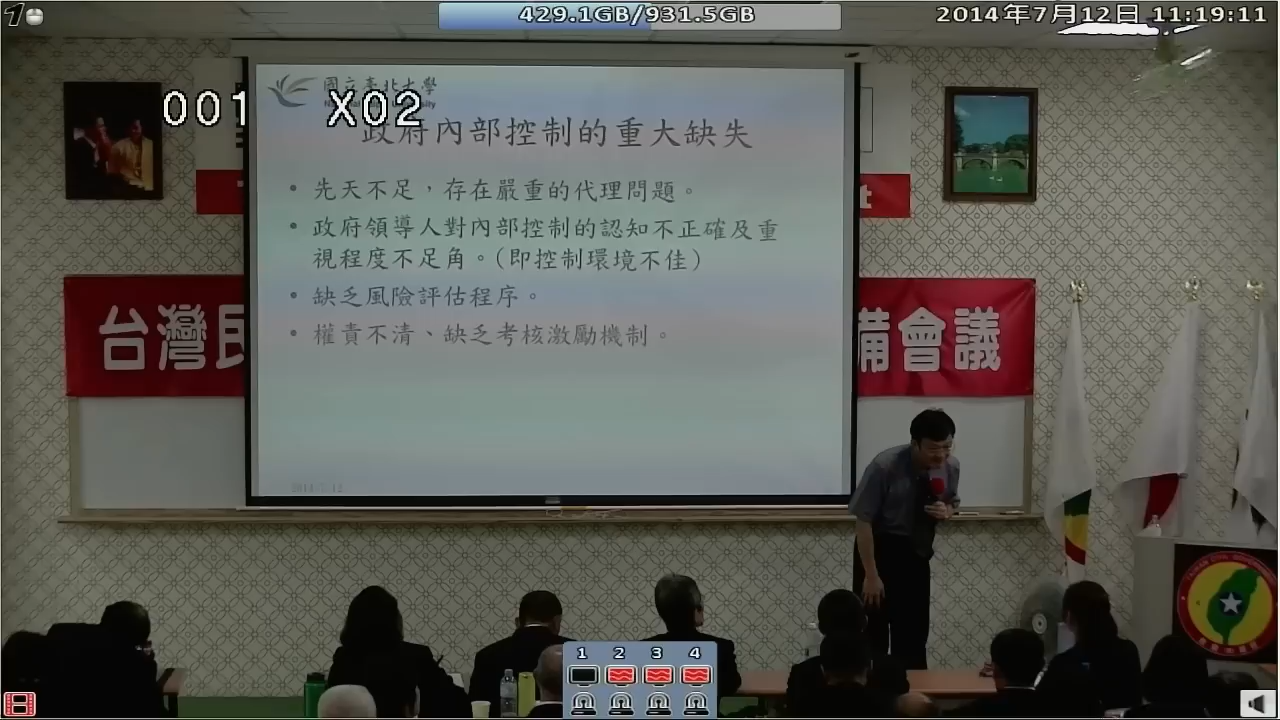 429.1GB/931.5GB
2014年7月12日 11:19:11
國立臺北大學
001 X02
政府內部控制的重大缺失
• 先天不足，存在嚴重的代理問題。
• 政府領導人對內部控制的認知不正確及重
視程度不足角。(即控制環境不佳)
• 缺乏風險評估程序。
• 權責不清、缺乏考核激勵機制。
台灣民
備會議
t
1 2 3 4